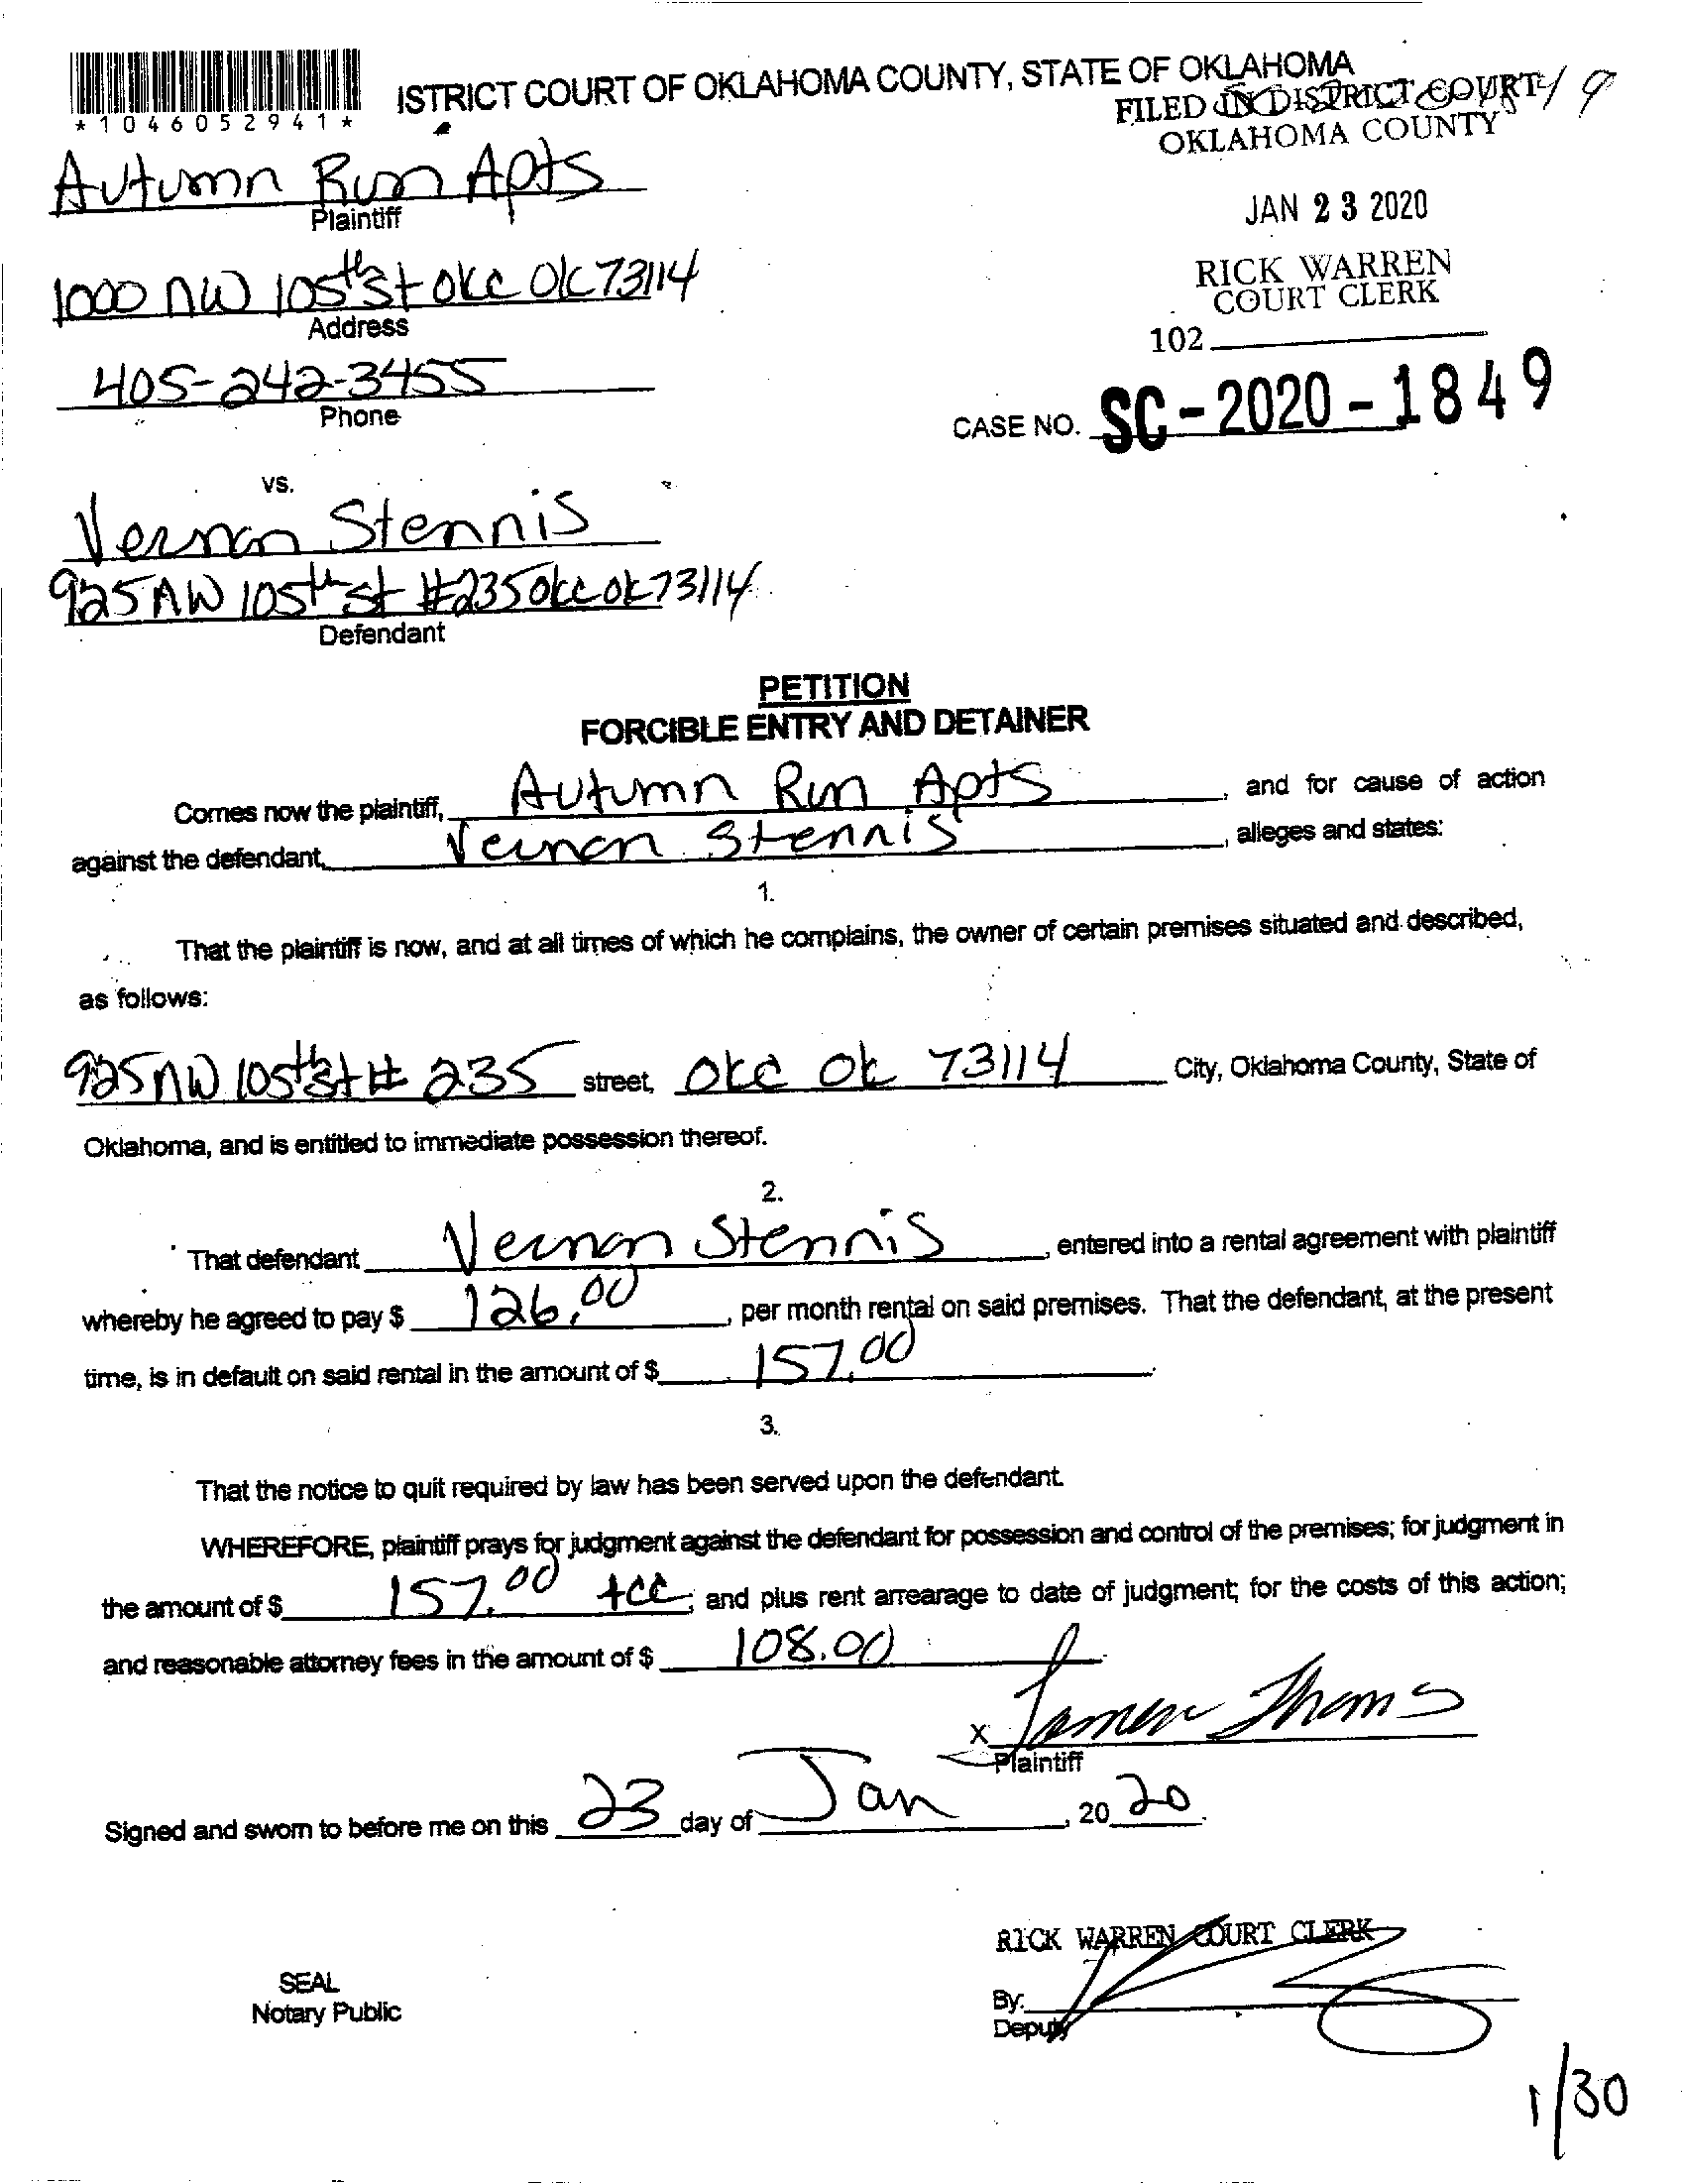 *1046052941*
ISTRICT COURT OF OKLAHOMA COUNTY, STATE OF OKLAHOMA
FILED IN DISTRICT COURT
OKLAHOMA COUNTY
Autumn Run Apts
Plaintiff
JAN 23 2020
1000 NW 105th St OKC OK 73114
Address
RICK WARREN
COURT CLERK
102
405-242-3455
Phone
CASE NO. SC-2020-1849
vs.
Vernon Stennis
925 NW 105th St #235 OKC OK 73114
Defendant
PETITION
FORCIBLE ENTRY AND DETAINER
Comes now the plaintiff, Autumn Run Apts, and for cause of action
against the defendant, Vernon Stennis, alleges and states:
1.
That the plaintiff is now, and at all times of which he complains, the owner of certain premises situated and described,
as follows:
925 NW 105th St # 235 street, OKC OK 73114 City, Oklahoma County, State of
Oklahoma, and is entitled to immediate possession thereof.
2.
That defendant Vernon Stennis, entered into a rental agreement with plaintiff
whereby he agreed to pay $ 126.00, per month rental on said premises. That the defendant, at the present
time, is in default on said rental in the amount of $ 157.00.
3.
That the notice to quit required by law has been served upon the defendant.
WHEREFORE, plaintiff prays for judgment against the defendant for possession and control of the premises; for judgment in
the amount of $ 157.00 +CC; and plus rent arrearage to date of judgment; for the costs of this action;
and reasonable attorney fees in the amount of $ 108.00
X
Plaintiff
Signed and sworn to before me on this 23 day of Jan, 2020.
RICK WARREN COURT CLERK
SEAL
Notary Public
By:
Deputy
1/30